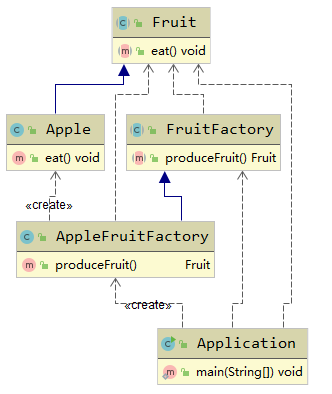 Fruit
eat() void
Apple
eat() void
FruitFactory
produceFruit() Fruit
«create»
AppleFruitFactory
produceFruit() Fruit
«create»
Application
main(String[]) void